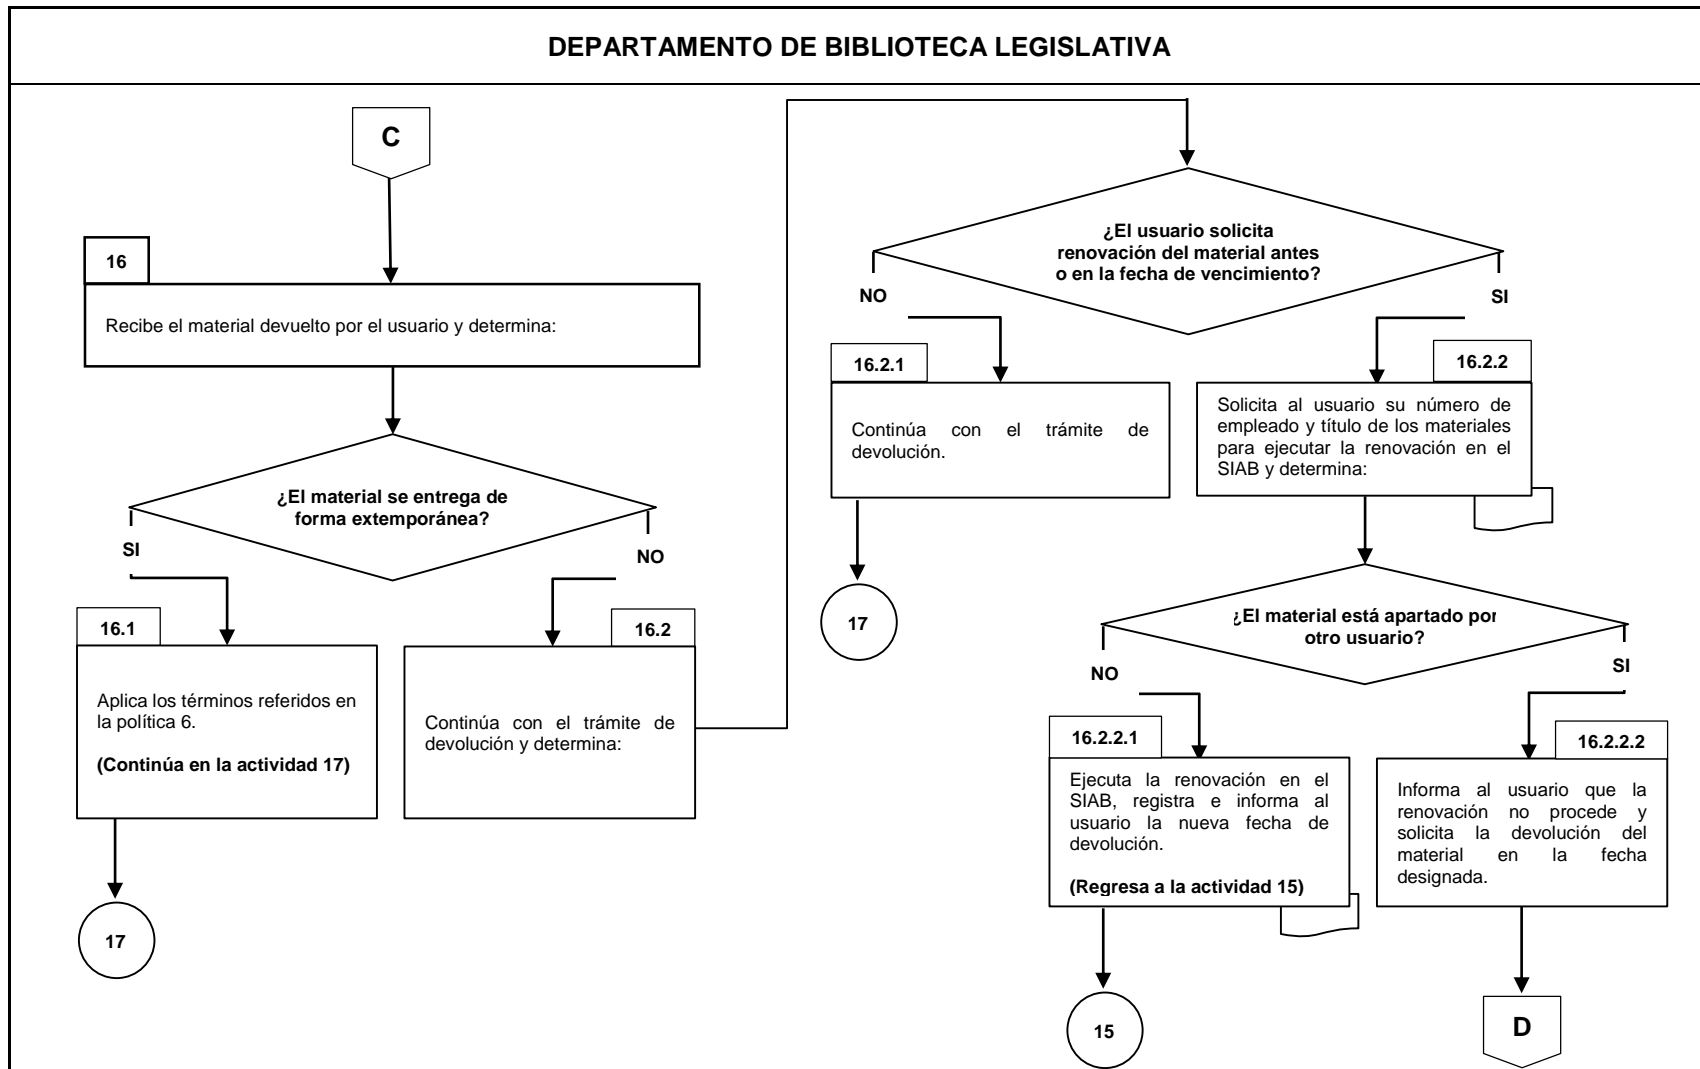 DEPARTAMENTO DE BIBLIOTECA LEGISLATIVA
C
16
Recibe el material devuelto por el usuario y determina:
¿El material se entrega de
forma extemporánea?
SI
NO
16.1
Aplica los términos referidos en
la política 6.
(Continúa en la actividad 17)
17
16.2
Continúa con el trámite de
devolución y determina:
¿El usuario solicita
renovación del material antes
o en la fecha de vencimiento?
NO
SI
16.2.1
Continúa con el trámite de
devolución.
17
16.2.2
Solicita al usuario su número de
empleado y título de los materiales
para ejecutar la renovación en el
SIAB y determina:
¿El material está apartado por
otro usuario?
NO
SI
16.2.2.1
Ejecuta la renovación en el
SIAB, registra e informa al
usuario la nueva fecha de
devolución.
(Regresa a la actividad 15)
15
16.2.2.2
Informa al usuario que la
renovación no procede y
solicita la devolución del
material en la fecha
designada.
D